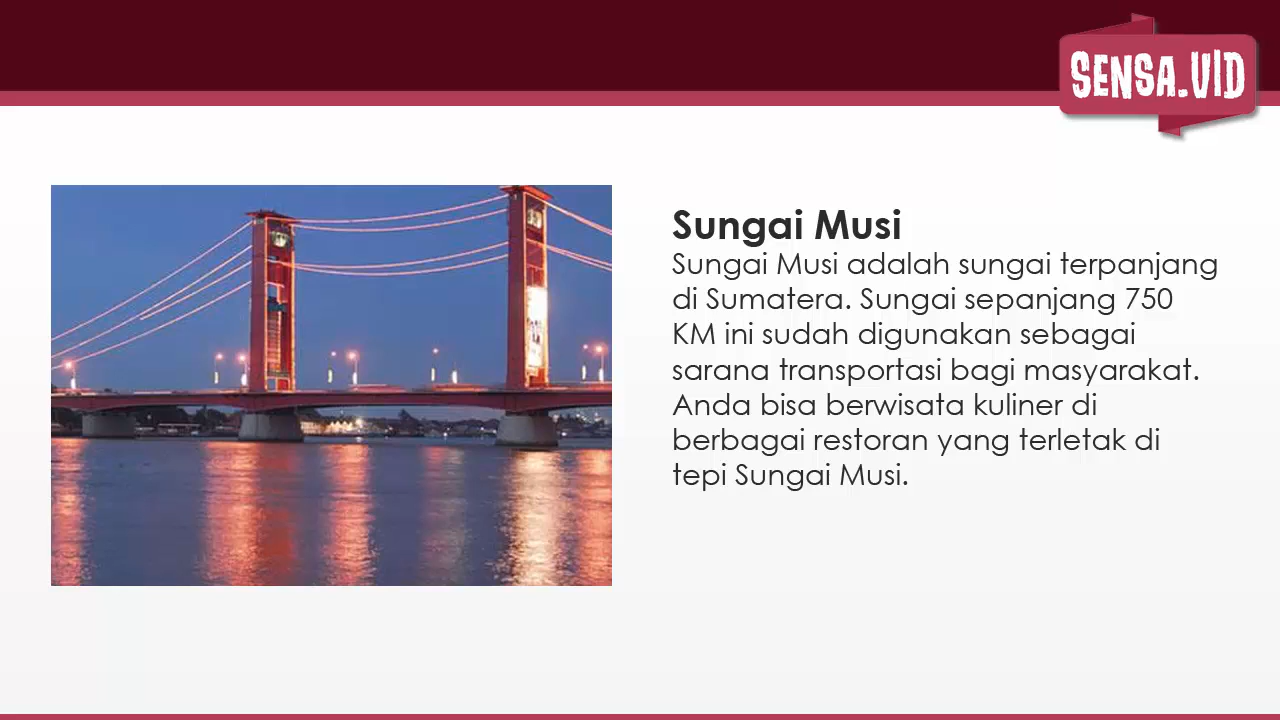 SENSA.VID
Sungai Musi
Sungai Musi adalah sungai terpanjang
di Sumatera. Sungai sepanjang 750
KM ini sudah digunakan sebagai
sarana transportasi bagi masyarakat.
Anda bisa berwisata kuliner di
berbagai restoran yang terletak di
tepi Sungai Musi.